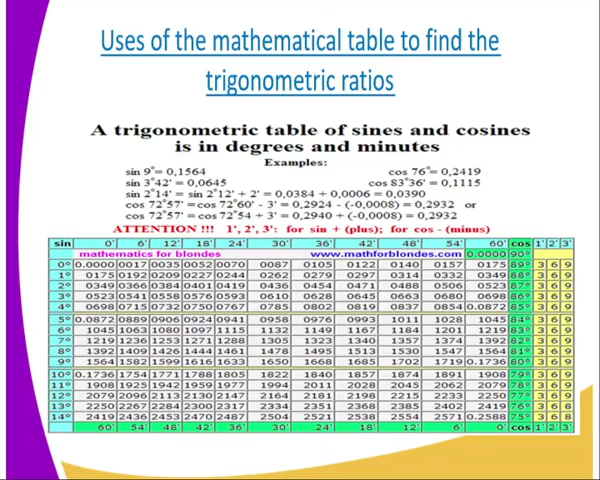 Uses of the mathematical table to find the
trigonometric ratios
A trigonometric table of sines and cosines
is in degrees and minutes
Examples:
sin 9°= 0,1564 cos 76°= 0,2419
sin 3°42' = 0,0645 cos 83°36' = 0,1115
sin 2°14' = sin 2°12' + 2' = 0,0384 + 0,0006 = 0,0390
cos 72°57' = cos 72°60' - 3' = 0,2924 - (-0,0008) = 0,2932 or
cos 72°57' = cos 72°54 + 3' = 0,2940 + (-0,0008) = 0,2932
ATTENTION !!! 1', 2', 3': for sin + (plus); for cos - (minus)
sin 0' 6' 12' 18' 24' 30' 36' 42' 48' 54' 60' cos 1' 2' 3'
mathematics for blondes www.mathforblondes.com 0.0000 90°
0° 0.0000 0017 0035 0052 0070 0087 0105 0122 0140 0157 0175 89° 3 6 9
1° 0175 0192 0209 0227 0244 0262 0279 0297 0314 0332 0349 88° 3 6 9
2° 0349 0366 0384 0401 0419 0436 0454 0471 0488 0506 0523 87° 3 6 9
3° 0523 0541 0558 0576 0593 0610 0628 0645 0663 0680 0698 86° 3 6 9
4° 0698 0715 0732 0750 0767 0785 0802 0819 0837 0854 0.0872 85° 3 6 9
5° 0.0872 0889 0906 0924 0941 0958 0976 0993 1011 1028 1045 84° 3 6 9
6° 1045 1063 1080 1097 1115 1132 1149 1167 1184 1201 1219 83° 3 6 9
7° 1219 1236 1253 1271 1288 1305 1323 1340 1357 1374 1392 82° 3 6 9
8° 1392 1409 1426 1444 1461 1478 1495 1513 1530 1547 1564 81° 3 6 9
9° 1564 1582 1599 1616 1633 1650 1668 1685 1702 1719 0.1736 80° 3 6 9
10° 0.1736 1754 1771 1788 1805 1822 1840 1857 1874 1891 1908 79° 3 6 9
11° 1908 1925 1942 1959 1977 1994 2011 2028 2045 2062 2079 78° 3 6 9
12° 2079 2096 2113 2130 2147 2164 2181 2198 2215 2233 2250 77° 3 6 9
13° 2250 2267 2284 2300 2317 2334 2351 2368 2385 2402 2419 76° 3 6 8
14° 2419 2436 2453 2470 2487 2504 2521 2538 2554 2571 0.2588 75° 3 6 8
60' 54' 48' 42' 36' 30' 24' 18' 12' 6' 0' cos 1' 2' 3'